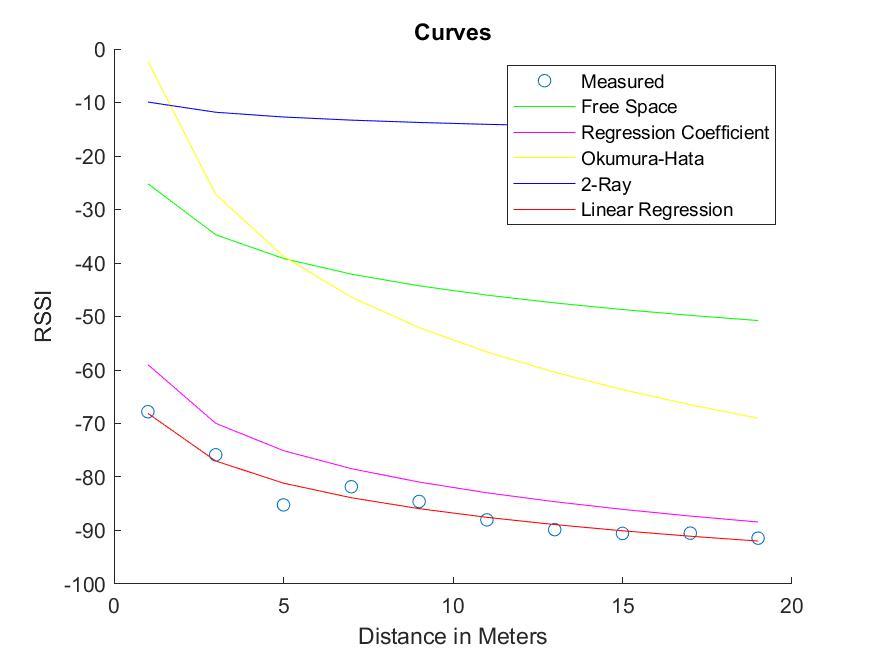 Curves
0
-10
-20
-30
-40
-50
-60
-70
-80
-90
-100
RSSI
Measured
Free Space
Regression Coefficient
Okumura-Hata
2-Ray
Linear Regression
0 5 10 15 20
Distance in Meters